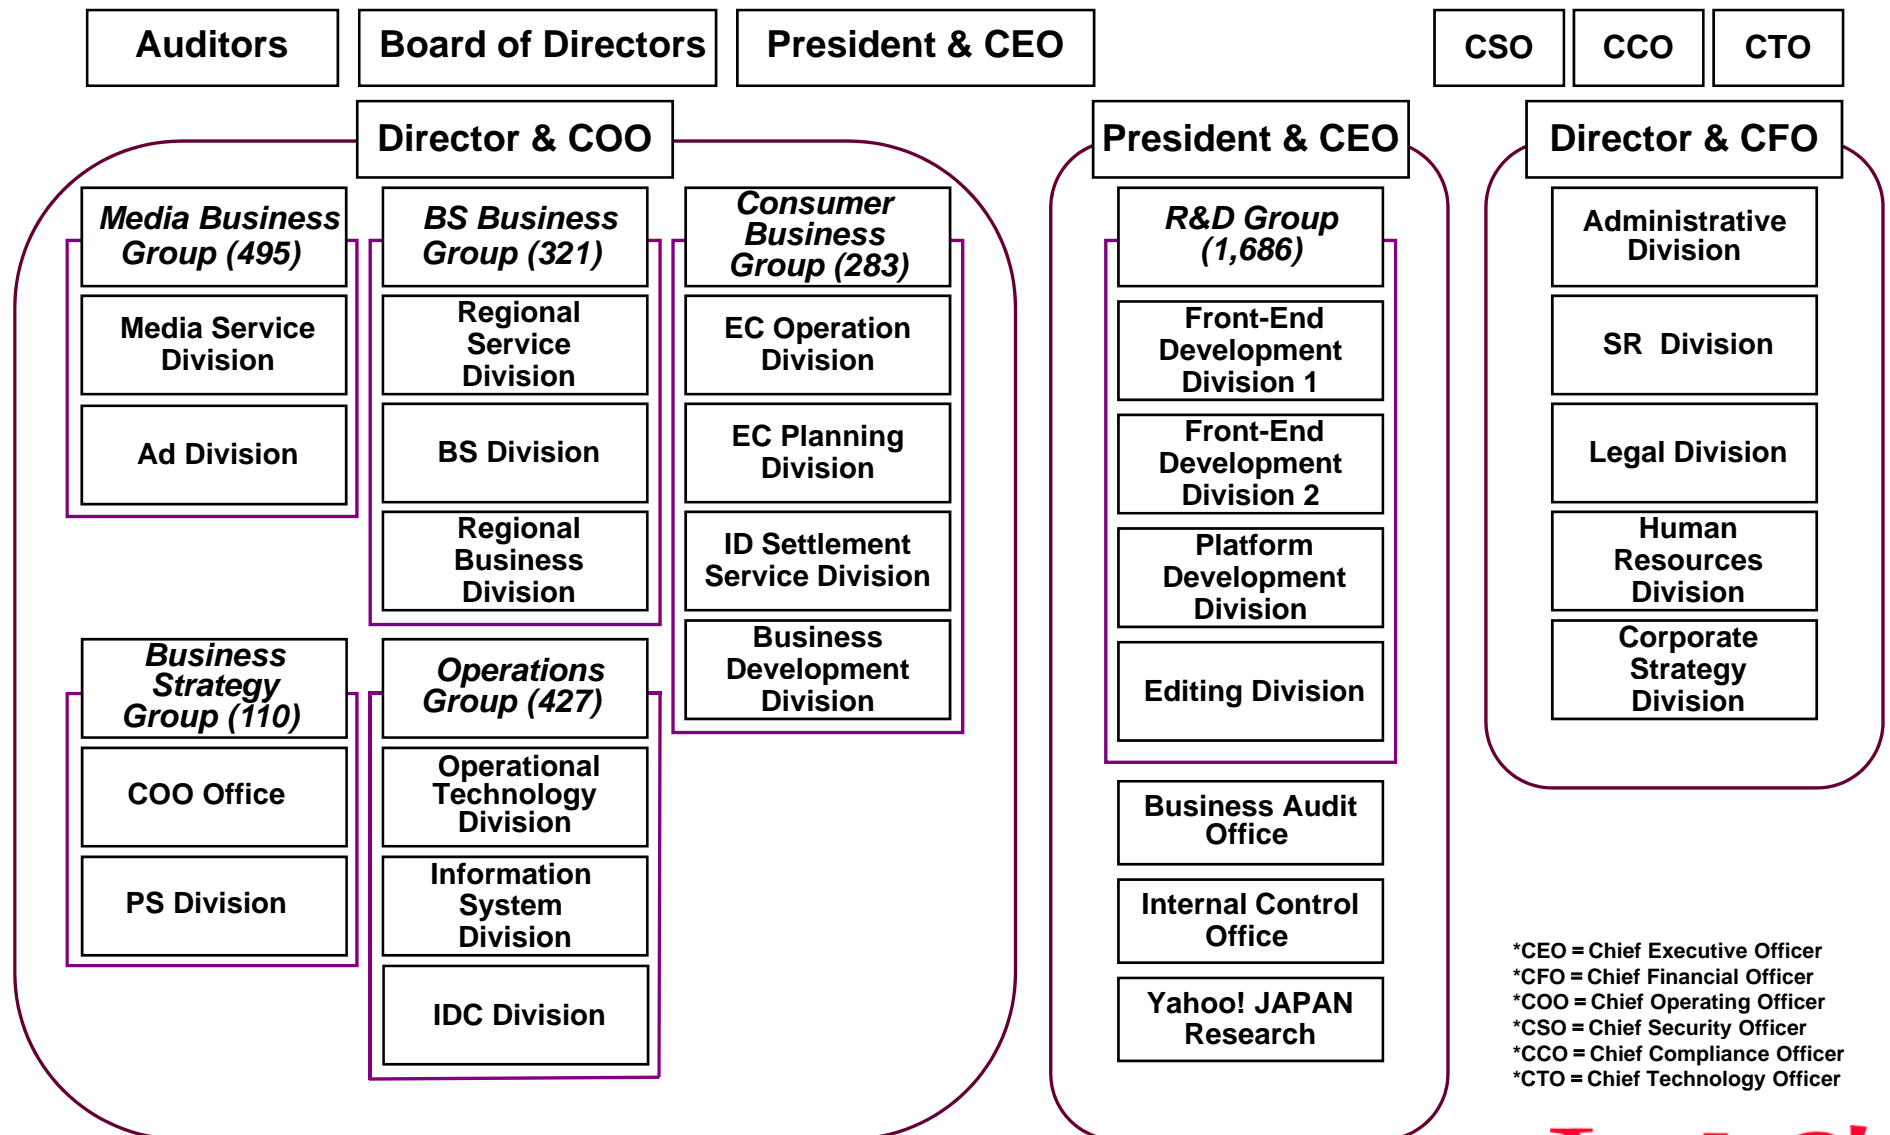 Auditors
Board of Directors
President & CEO
CSO
CCO
CTO
Director & COO
President & CEO
Director & CFO
Media Business
Group (495)
Media Service
Division
Ad Division
BS Business
Group (321)
Regional
Service
Division
BS Division
Regional
Business
Division
Consumer
Business
Group (283)
EC Operation
Division
EC Planning
Division
ID Settlement
Service Division
Business
Development
Division
Business
Strategy
Group (110)
COO Office
PS Division
Operations
Group (427)
Operational
Technology
Division
Information
System
Division
IDC Division
R&D Group
(1,686)
Front-End
Development
Division 1
Front-End
Development
Division 2
Platform
Development
Division
Editing Division
Business Audit
Office
Internal Control
Office
Yahoo! JAPAN
Research
Administrative
Division
SR Division
Legal Division
Human
Resources
Division
Corporate
Strategy
Division
*CEO = Chief Executive Officer
*CFO = Chief Financial Officer
*COO = Chief Operating Officer
*CSO = Chief Security Officer
*CCO = Chief Compliance Officer
*CTO = Chief Technology Officer